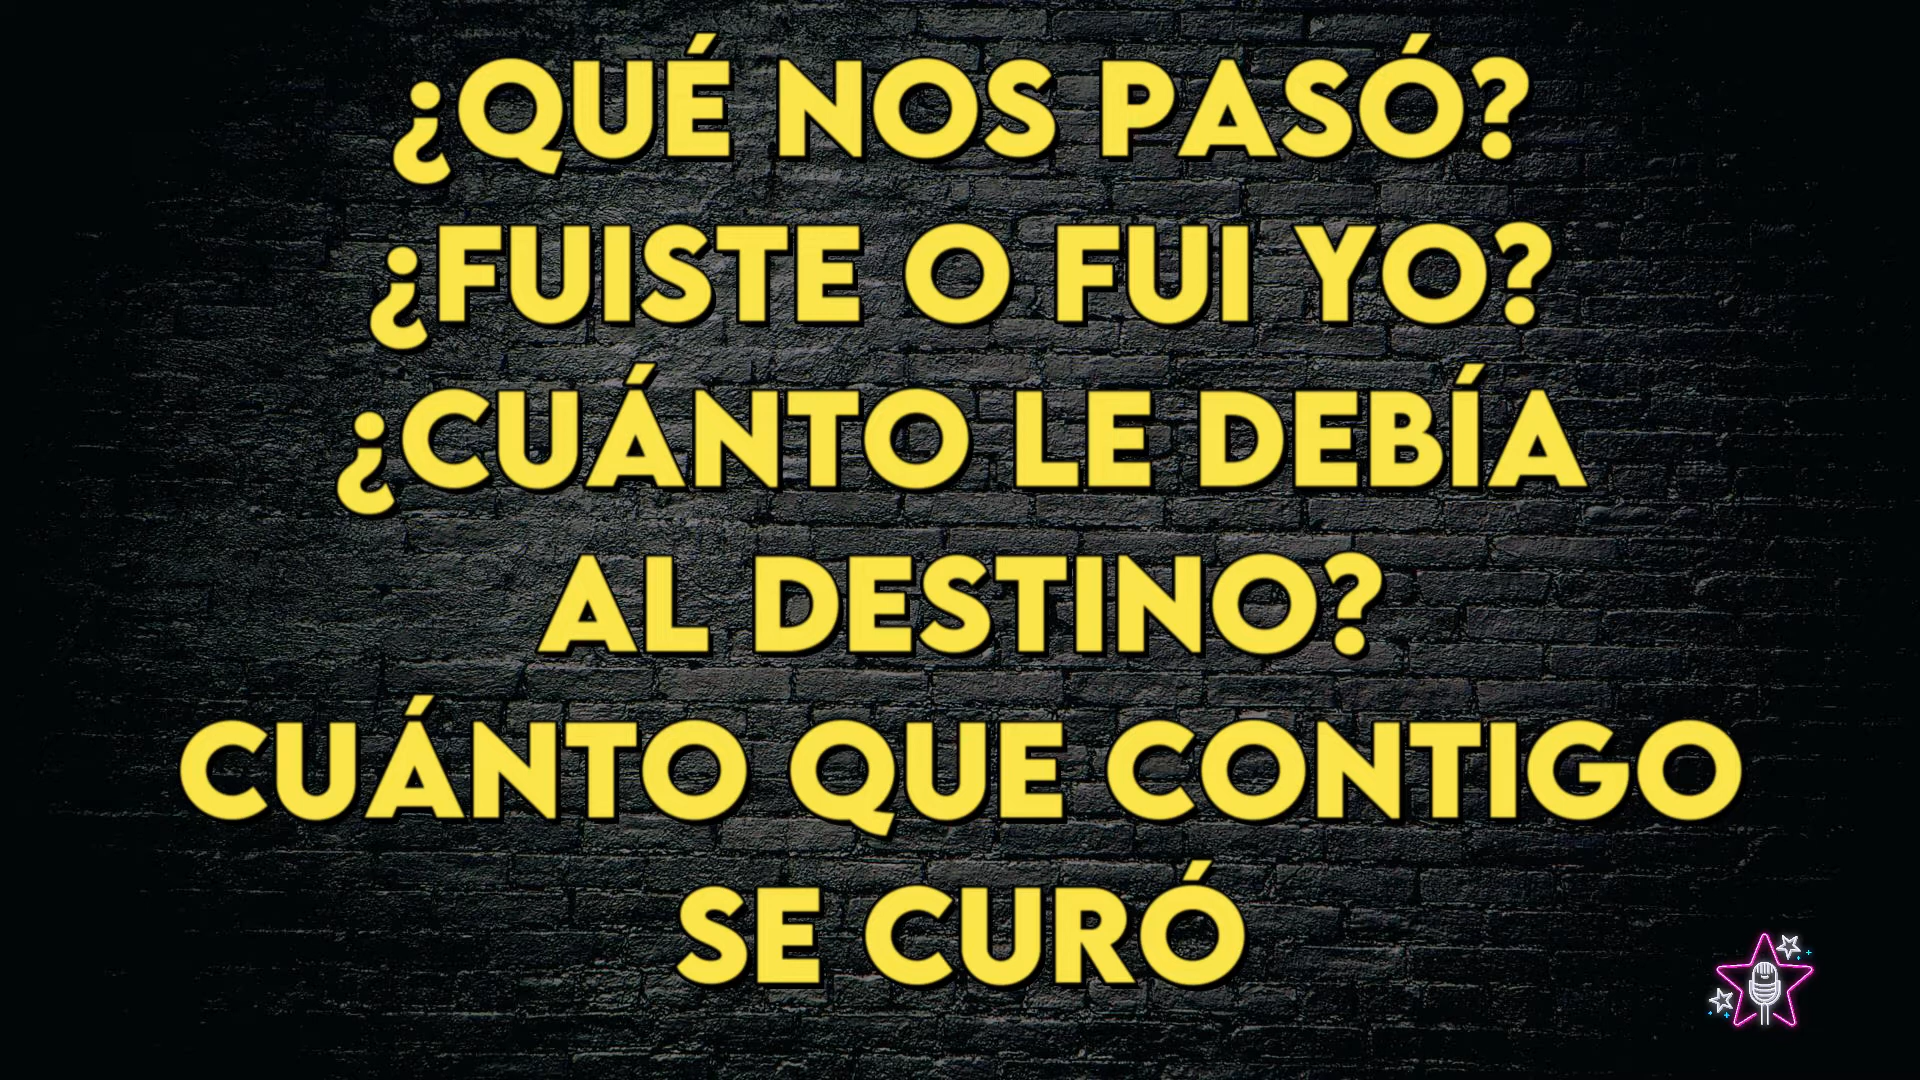 ¿QUÉ NOS PASÓ?
¿FUISTE O FUI YO?
¿CUÁNTO LE DEBÍA
AL DESTINO?
CUÁNTO QUE CONTIGO
SE CURÓ